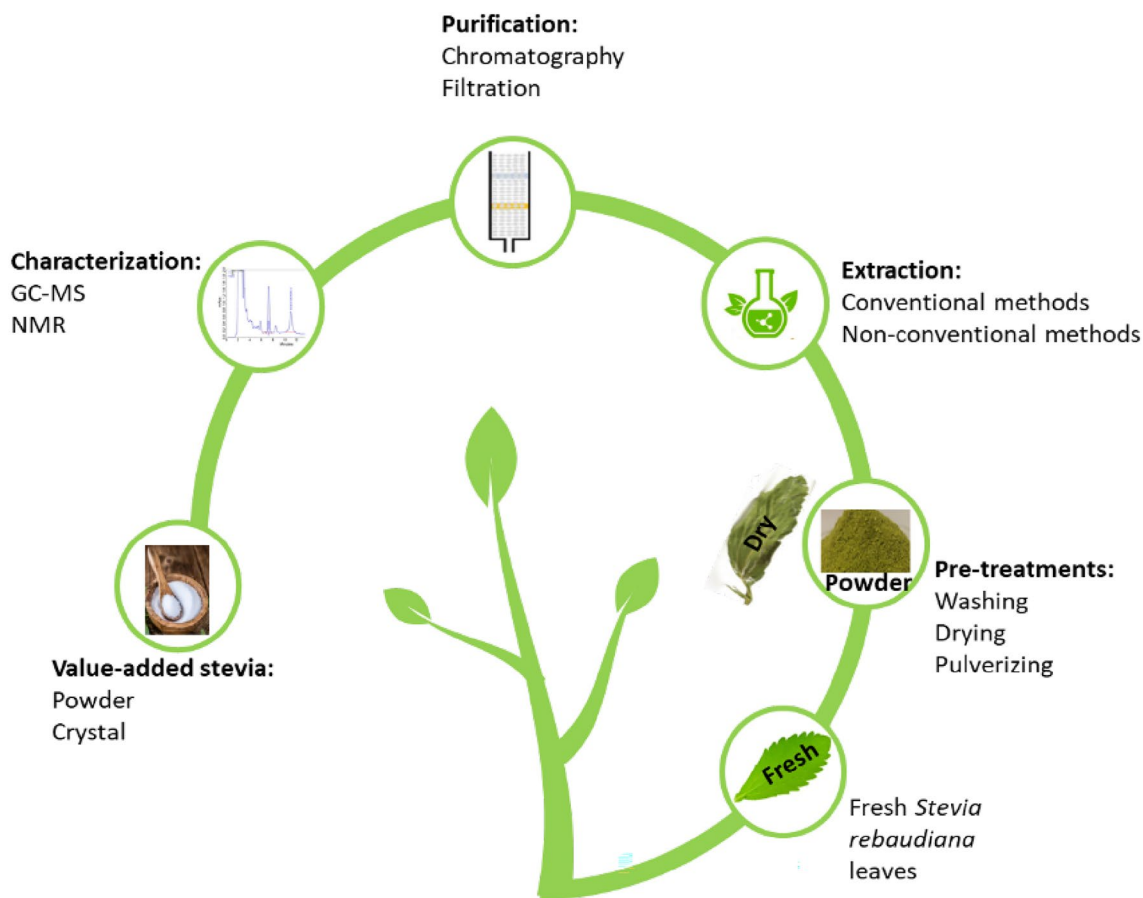 Purification:
Chromatography
Filtration
Characterization:
GC-MS
NMR
Extraction:
Conventional methods
Non-conventional methods
Dry
Powder
Pre-treatments:
Washing
Drying
Pulverizing
Value-added stevia:
Powder
Crystal
Fresh
Fresh Stevia
rebaudiana
leaves